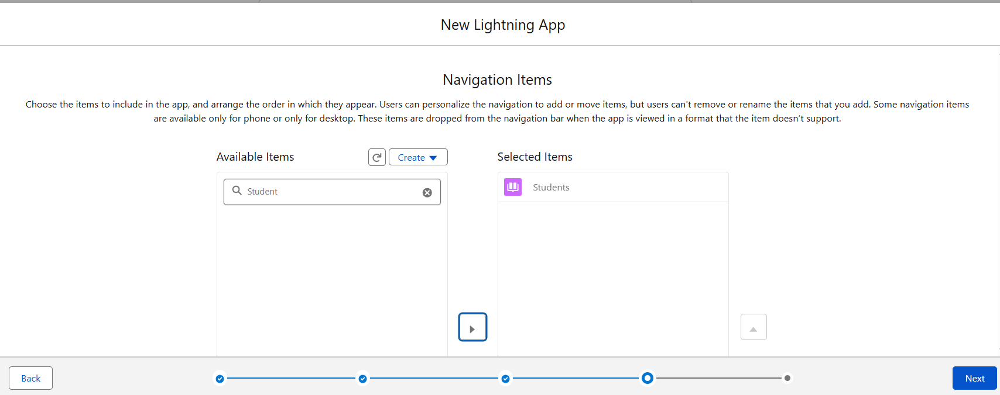 New Lightning App
Navigation Items
Choose the items to include in the app, and arrange the order in which they appear. Users can personalize the navigation to add or move items, but users can't remove or rename the items that you add. Some navigation items
are available only for phone or only for desktop. These items are dropped from the navigation bar when the app is viewed in a format that the item doesn’t support.
Available Items
Create
Selected Items
Student
Students
Back
Next